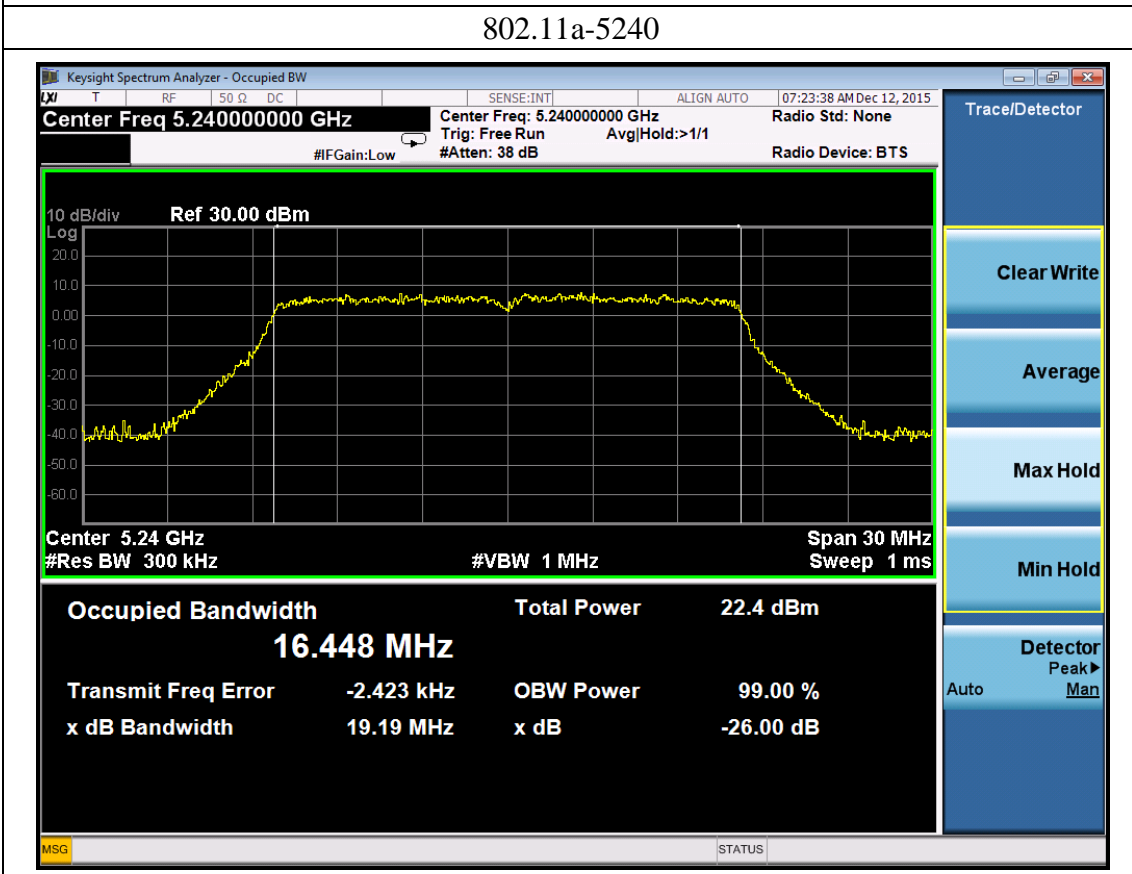 802.11a-5240
Keysight Spectrum Analyzer - Occupied BW
LXI T RF 50 Ω DC SENSE:INT ALIGN AUTO 07:23:38 AM Dec 12, 2015
Center Freq 5.240000000 GHz Center Freq: 5.240000000 GHz Radio Std: None
Trig: Free Run Avg|Hold:>1/1
#IFGain:Low #Atten: 38 dB Radio Device: BTS
10 dB/div Ref 30.00 dBm
Log
20.0
10.0
0.00
-10.0
-20.0
-30.0
-40.0
-50.0
-60.0
Center 5.24 GHz Span 30 MHz
#Res BW 300 kHz #VBW 1 MHz Sweep 1 ms
Occupied Bandwidth Total Power 22.4 dBm
16.448 MHz
Transmit Freq Error -2.423 kHz OBW Power 99.00 %
x dB Bandwidth 19.19 MHz x dB -26.00 dB
Trace/Detector
Clear Write
Average
Max Hold
Min Hold
Detector
Peak▶
Auto Man
MSG STATUS